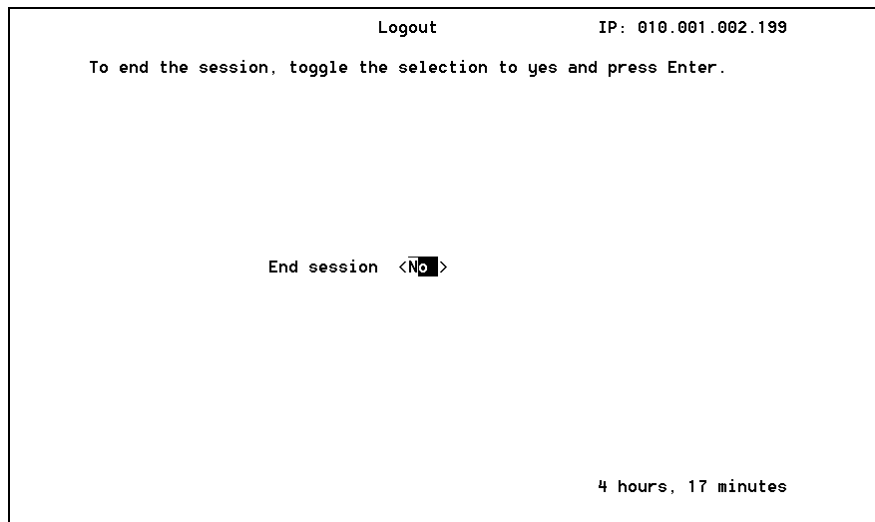 Logout IP: 010.001.002.199
To end the session, toggle the selection to yes and press Enter.
End session <No >
4 hours, 17 minutes